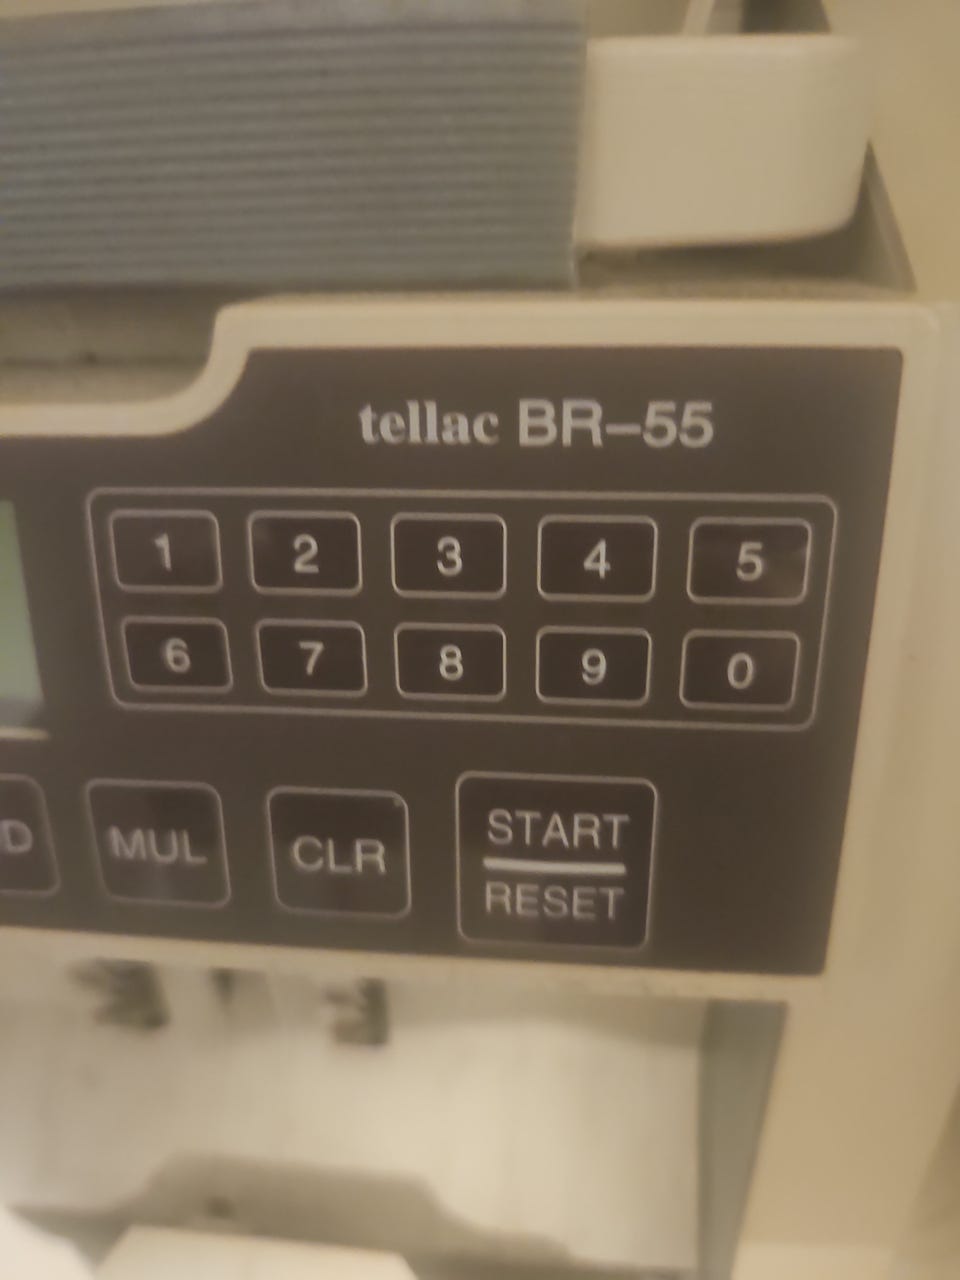 tellac BR–55
1 2 3 4 5
6 7 8 9 0
D MUL CLR START
RESET